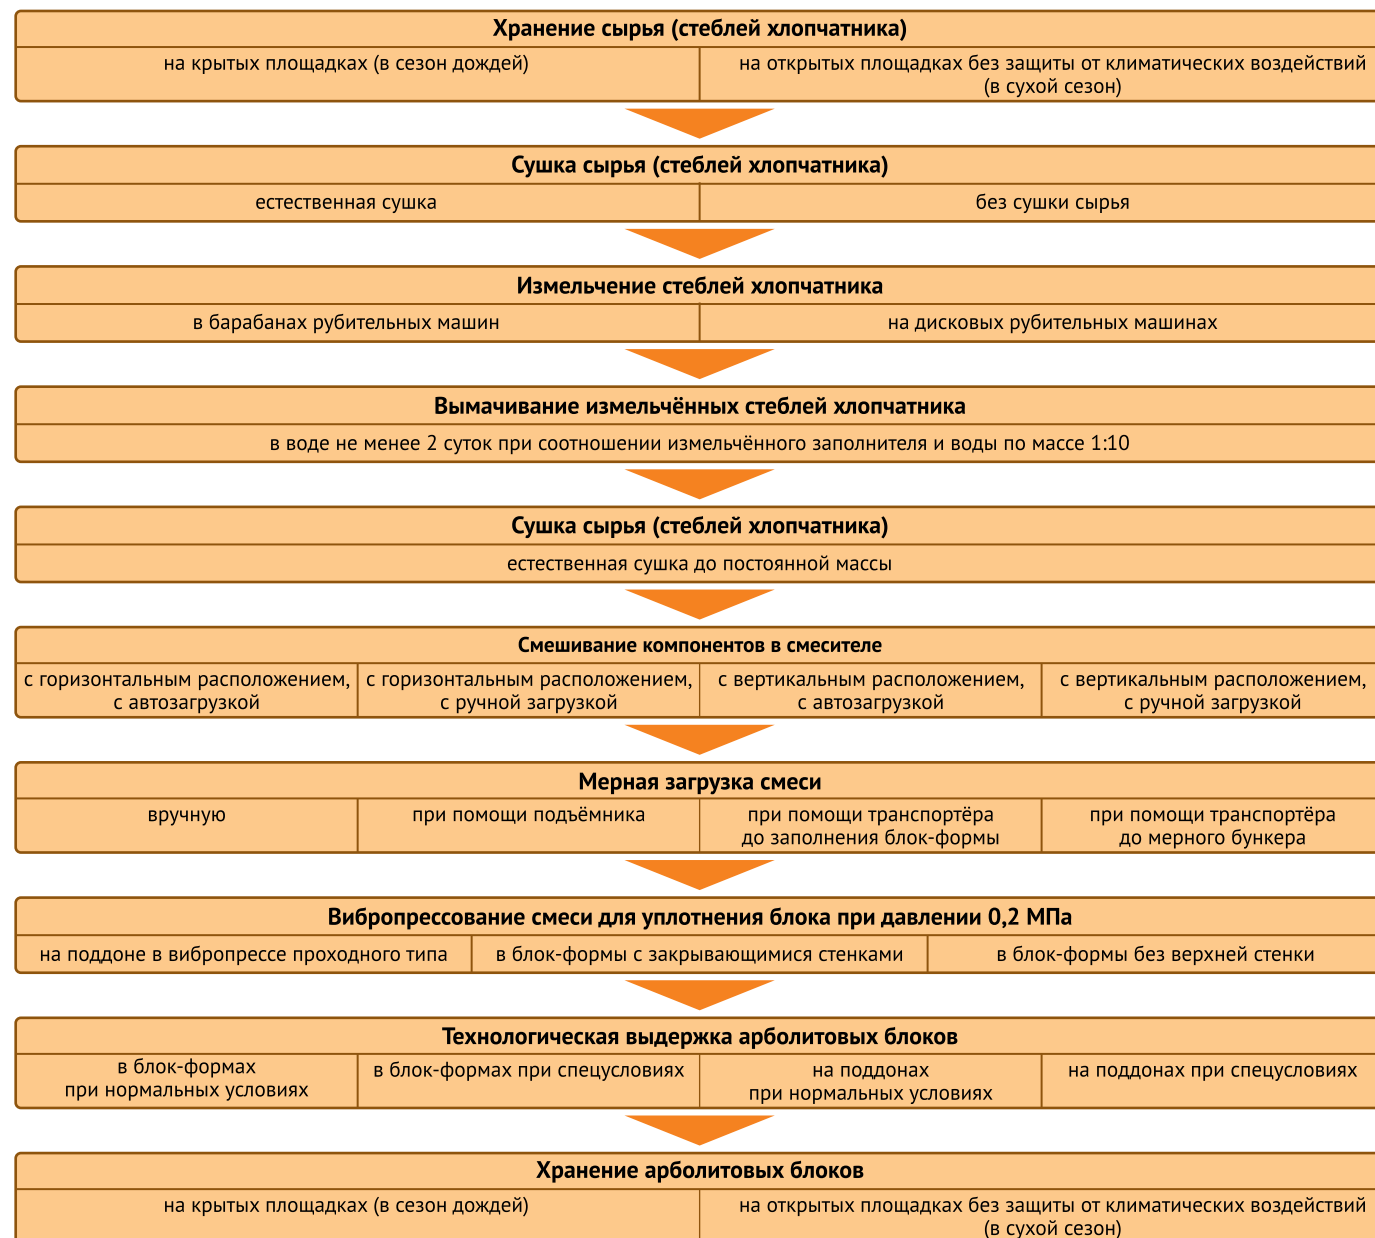 Хранение сырья (стеблей хлопчатника)
на крытых площадках (в сезон дождей)
на открытых площадках без защиты от климатических воздействий
(в сухой сезон)
Сушка сырья (стеблей хлопчатника)
естественная сушка
без сушки сырья
Измельчение стеблей хлопчатника
в барабанах рубительных машин
на дисковых рубительных машинах
Вымачивание измельчённых стеблей хлопчатника
в воде не менее 2 суток при соотношении измельчённого заполнителя и воды по массе 1:10
Сушка сырья (стеблей хлопчатника)
естественная сушка до постоянной массы
Смешивание компонентов в смесителе
с горизонтальным расположением,
с автозагрузкой
с горизонтальным расположением,
с ручной загрузкой
с вертикальным расположением,
с автозагрузкой
с вертикальным расположением,
с ручной загрузкой
Мерная загрузка смеси
вручную
при помощи подъёмника
при помощи транспортёра
до заполнения блок-формы
при помощи транспортёра
до мерного бункера
Вибропрессование смеси для уплотнения блока при давлении 0,2 МПа
на поддоне в вибропрессе проходного типа
в блок-формы с закрывающимися стенками
в блок-формы без верхней стенки
Технологическая выдержка арболитовых блоков
в блок-формах
при нормальных условиях
в блок-формах при спецусловиях
на поддонах
при нормальных условиях
на поддонах при спецусловиях
Хранение арболитовых блоков
на крытых площадках (в сезон дождей)
на открытых площадках без защиты от климатических воздействий
(в сухой сезон)